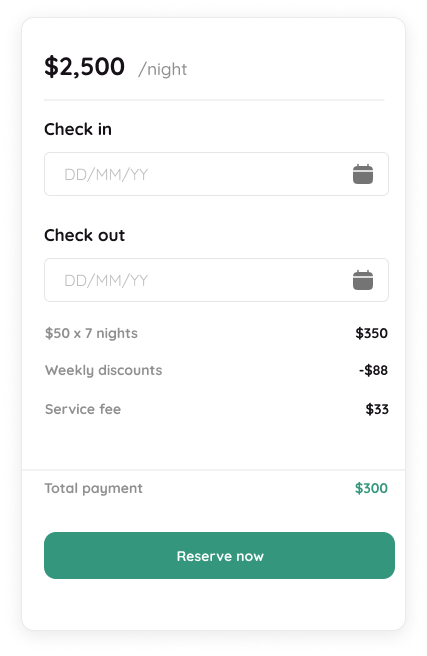 $2,500 /night
Check in
DD/MM/YY
Check out
DD/MM/YY
$50 x 7 nights $350
Weekly discounts -$88
Service fee $33
Total payment $300
Reserve now